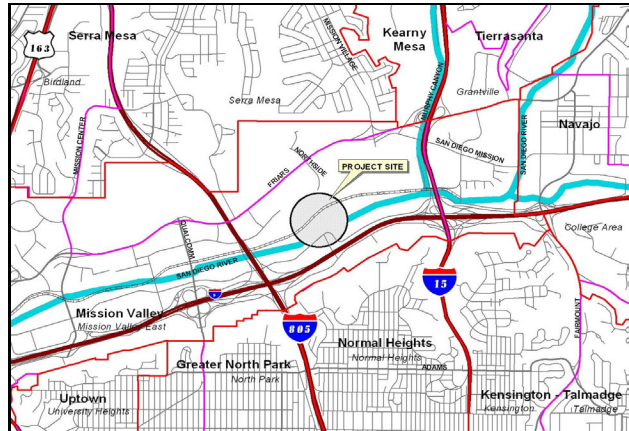 163
Serra Mesa
Birdland
MISSION VILLAGE
Kearny
Mesa
Tierrasanta
MURPHY CANYON
Grantville
Serra Mesa
Navajo
MISSION CENTER
FRIARS
NORTHSIDE
PROJECT SITE
SAN DIEGO MISSION
SAN DIEGO RIVER
QUALCOMM
SAN DIEGO RIVER
College Area
8
15
Mission Valley
Mission Valley East
805
FAIRMOUNT
Normal Heights
Normal Heights
Greater North Park
North Park
ADAMS
Uptown
University Heights
Kensington - Talmadge
Kensington
Talmadge